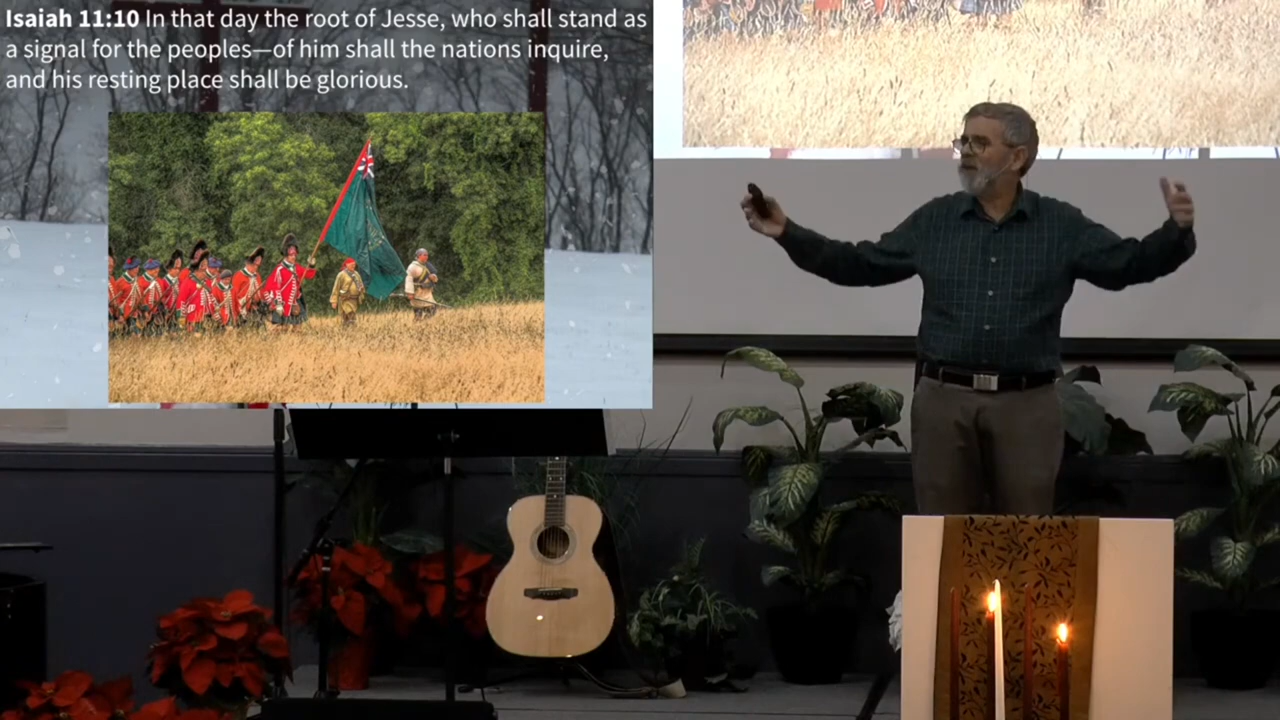 Isaiah 11:10 In that day the root of Jesse, who shall stand as
a signal for the peoples—of him shall the nations inquire,
and his resting place shall be glorious.